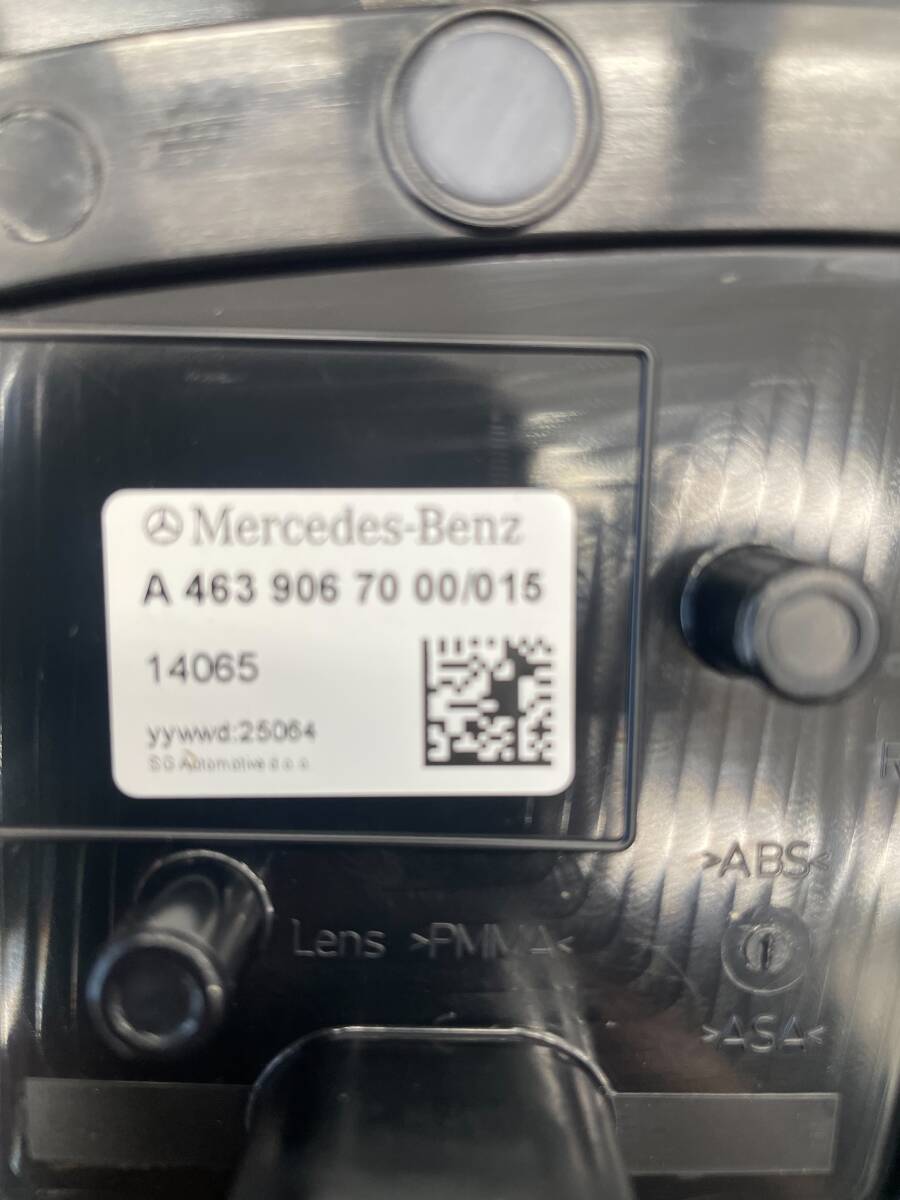 Mercedes-Benz
A 463 906 70 00/015
14065
yywwd:25064
SG Automotive d.o.o.
>ABS<
Lens >PMMA<
>ASA<